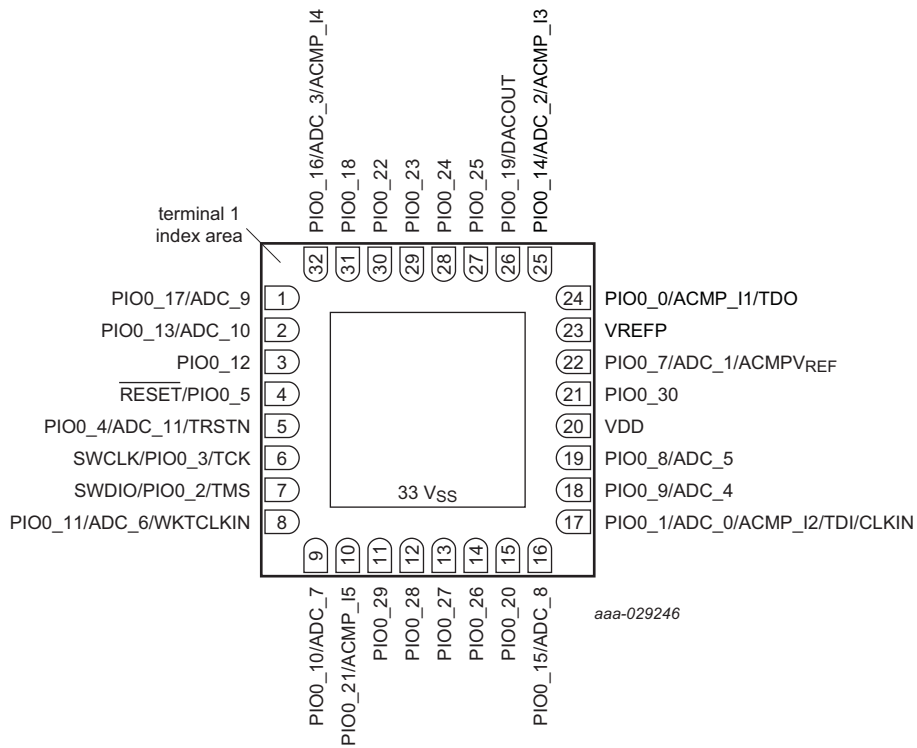 PIO0_16/ADC_3/ACMP_I4
PIO0_18
PIO0_22
PIO0_23
PIO0_24
PIO0_25
PIO0_19/DACOUT
PIO0_14/ADC_2/ACMP_I3
terminal 1
index area
32
31
30
29
28
27
26
25
PIO0_17/ADC_9
1
PIO0_13/ADC_10
2
PIO0_12
3
RESET/PIO0_5
4
PIO0_4/ADC_11/TRSTN
5
SWCLK/PIO0_3/TCK
6
SWDIO/PIO0_2/TMS
7
PIO0_11/ADC_6/WKTCLKIN
8
24
PIO0_0/ACMP_I1/TDO
23
VREFP
22
PIO0_7/ADC_1/ACMPVREF
21
PIO0_30
20
VDD
19
PIO0_8/ADC_5
18
PIO0_9/ADC_4
17
PIO0_1/ADC_0/ACMP_I2/TDI/CLKIN
33 VSS
9
10
11
12
13
14
15
16
PIO0_10/ADC_7
PIO0_21/ACMP_I5
PIO0_29
PIO0_28
PIO0_27
PIO0_26
PIO0_20
PIO0_15/ADC_8
aaa-029246